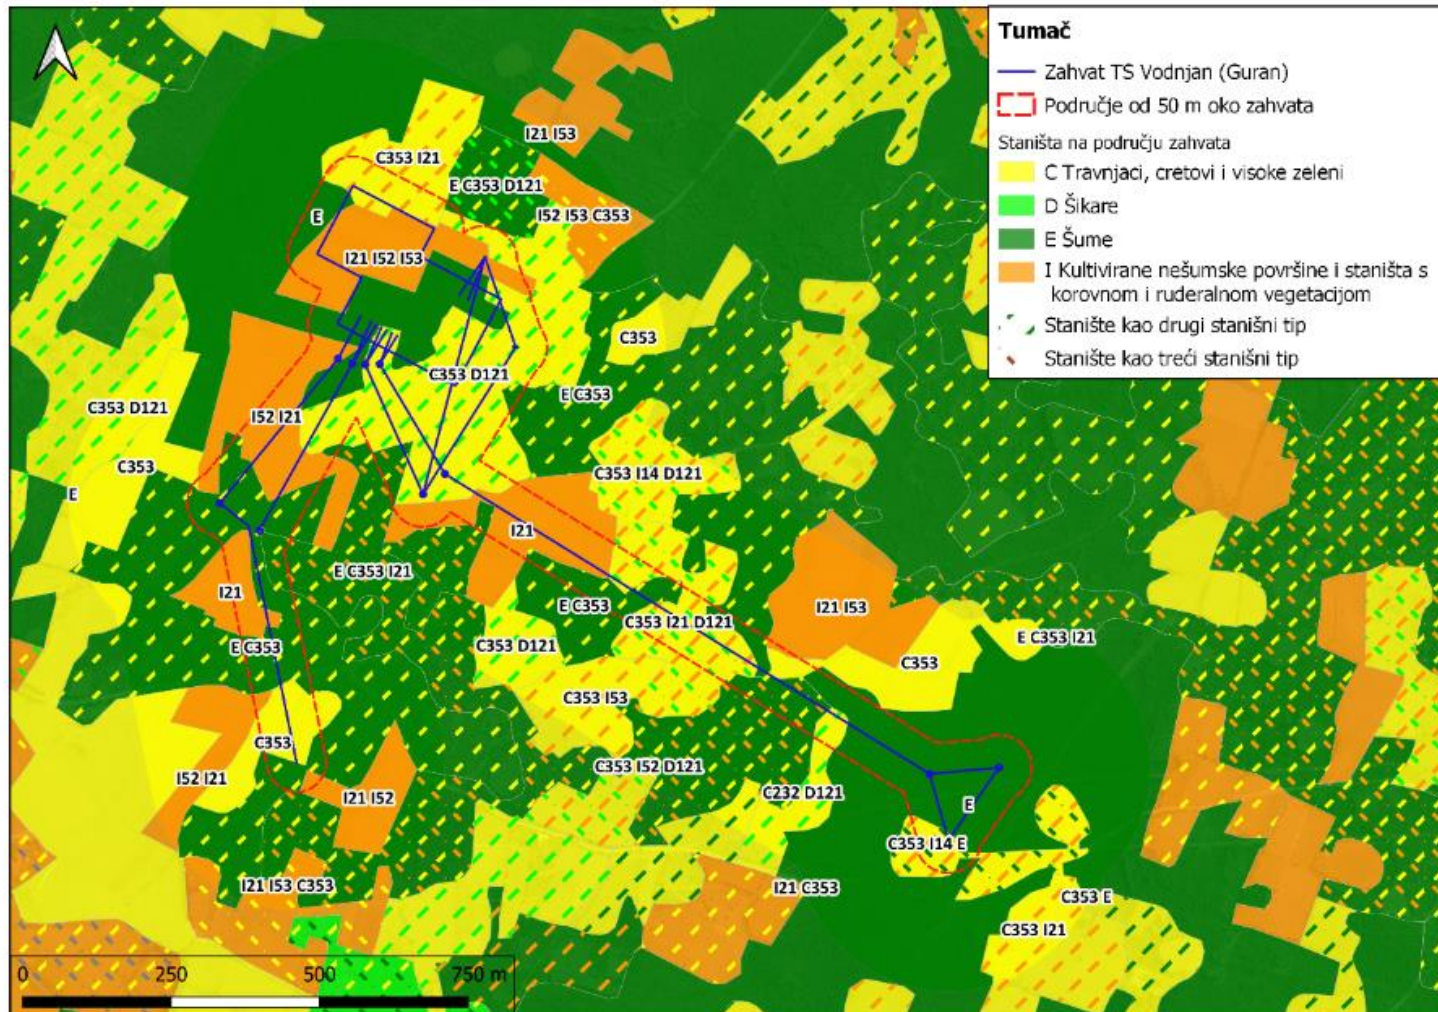 Tumač
Zahvat TS Vodnjan (Guran)
Područje od 50 m oko zahvata
Staništa na području zahvata
C Travnjaci, cretovi i visoke zeleni
D Šikare
E Šume
I Kultivirane nešumske površine i staništa s
korovnom i ruderalnom vegetacijom
Stanište kao drugi stanišni tip
Stanište kao treći stanišni tip
I21 I53
C353 I21
E C353 D121
E
I52 I53 C353
I21 I52 I53
C353
C353 D121
E C353
C353 D121
I52 I21
C353
C353 I14 D121
E
I21
E C353 I21
I21
E C353
I21 I53
C353 I21 D121
E C353 I21
C353 D121
E C353
C353
C353 I53
C353
C353 I52 D121
I52 I21
C232 D121
I21 I52
E
C353 I14 E
I21 I53 C353
I21 C353
C353 E
C353 I21
0 250 500 750 m